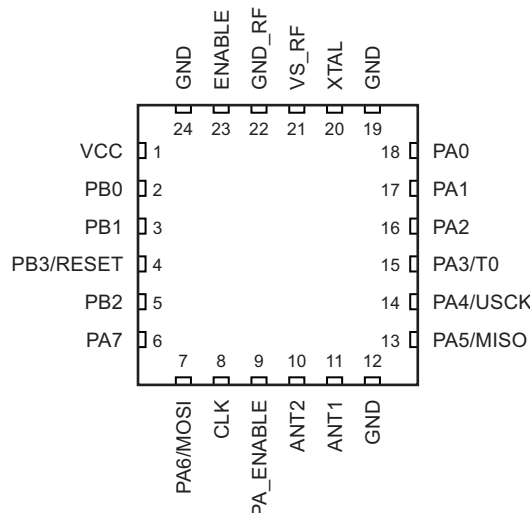 GND
ENABLE
GND_RF
VS_RF
XTAL
GND
24 23 22 21 20 19
VCC 1 18 PA0
PB0 2 17 PA1
PB1 3 16 PA2
PB3/RESET 4 15 PA3/T0
PB2 5 14 PA4/USCK
PA7 6 13 PA5/MISO
7 8 9 10 11 12
PA6/MOSI
CLK
PA_ENABLE
ANT2
ANT1
GND